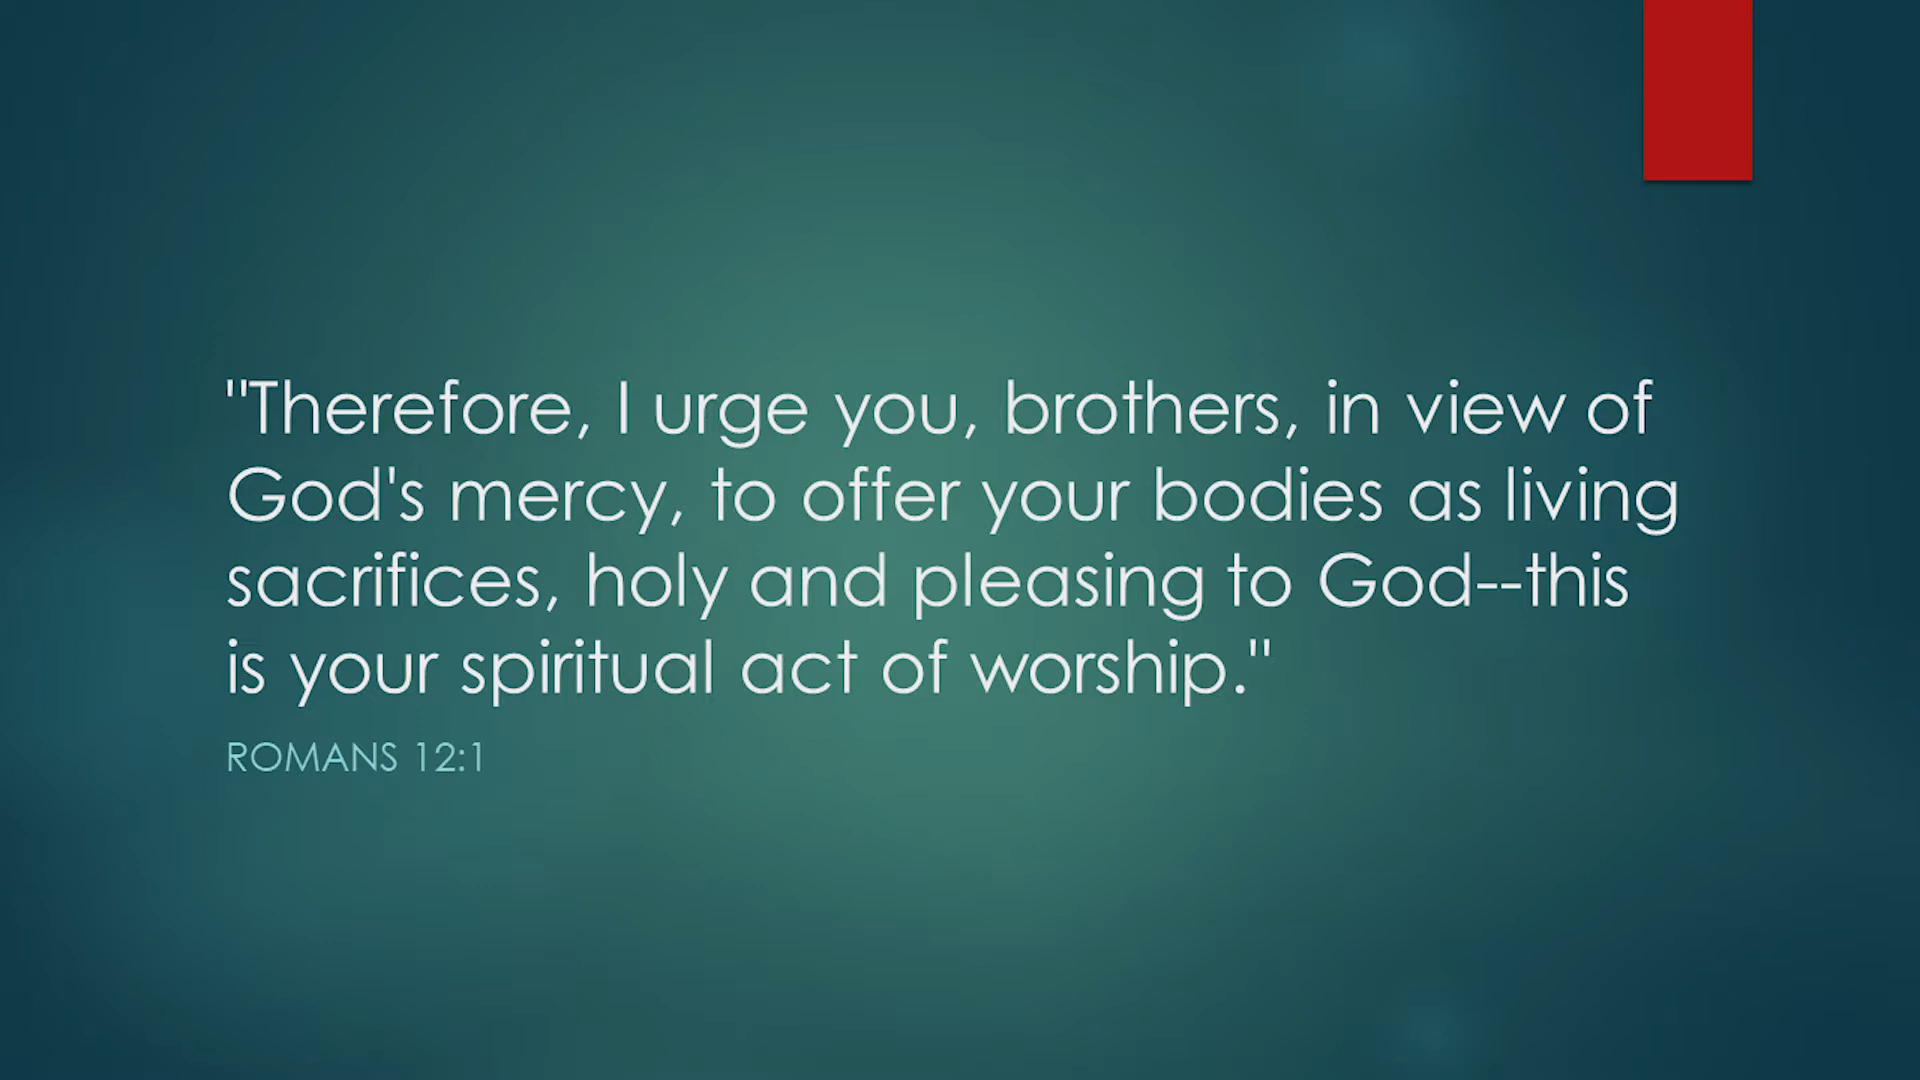 "Therefore, I urge you, brothers, in view of
God's mercy, to offer your bodies as living
sacrifices, holy and pleasing to God--this
is your spiritual act of worship."
ROMANS 12:1